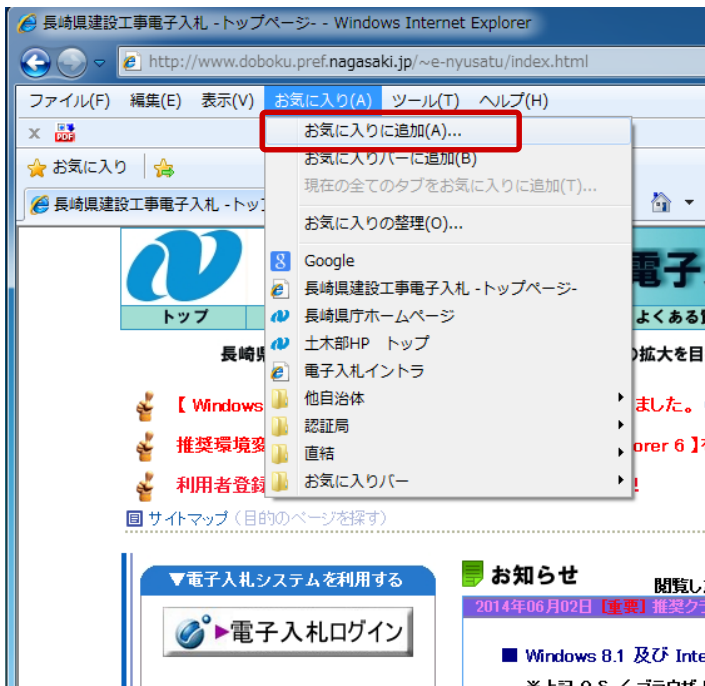 長崎県建設工事電子入札 -トップページ- - Windows Internet Explorer
http://www.doboku.pref.nagasaki.jp/~e-nyusatu/index.html
ファイル(F) 編集(E) 表示(V) お気に入り(A) ツール(T) ヘルプ(H)
x PDF
お気に入り
長崎県建設工事電子入札 -トッ
お気に入りに追加(A)...
お気に入りバーに追加(B)
現在の全てのタブをお気に入りに追加(T)...
お気に入りの整理(O)...
Google
長崎県建設工事電子入札 -トップページ-
長崎県庁ホームページ
土木部HP トップ
電子入札イントラ
他自治体
認証局
直結
お気に入りバー
電子
トップ
よくある
長崎
の拡大を目
【 Windows
ました。
推奨環境変
orer 6 】
利用者登録
!
サイトマップ（目的のページを探す）
▼電子入札システムを利用する
電子入札ログイン
お知らせ
閲覧し
2014年06月02日【重要】推奨ク
■ Windows 8.1 及び Inte
※上記 O S ／ブラウザ